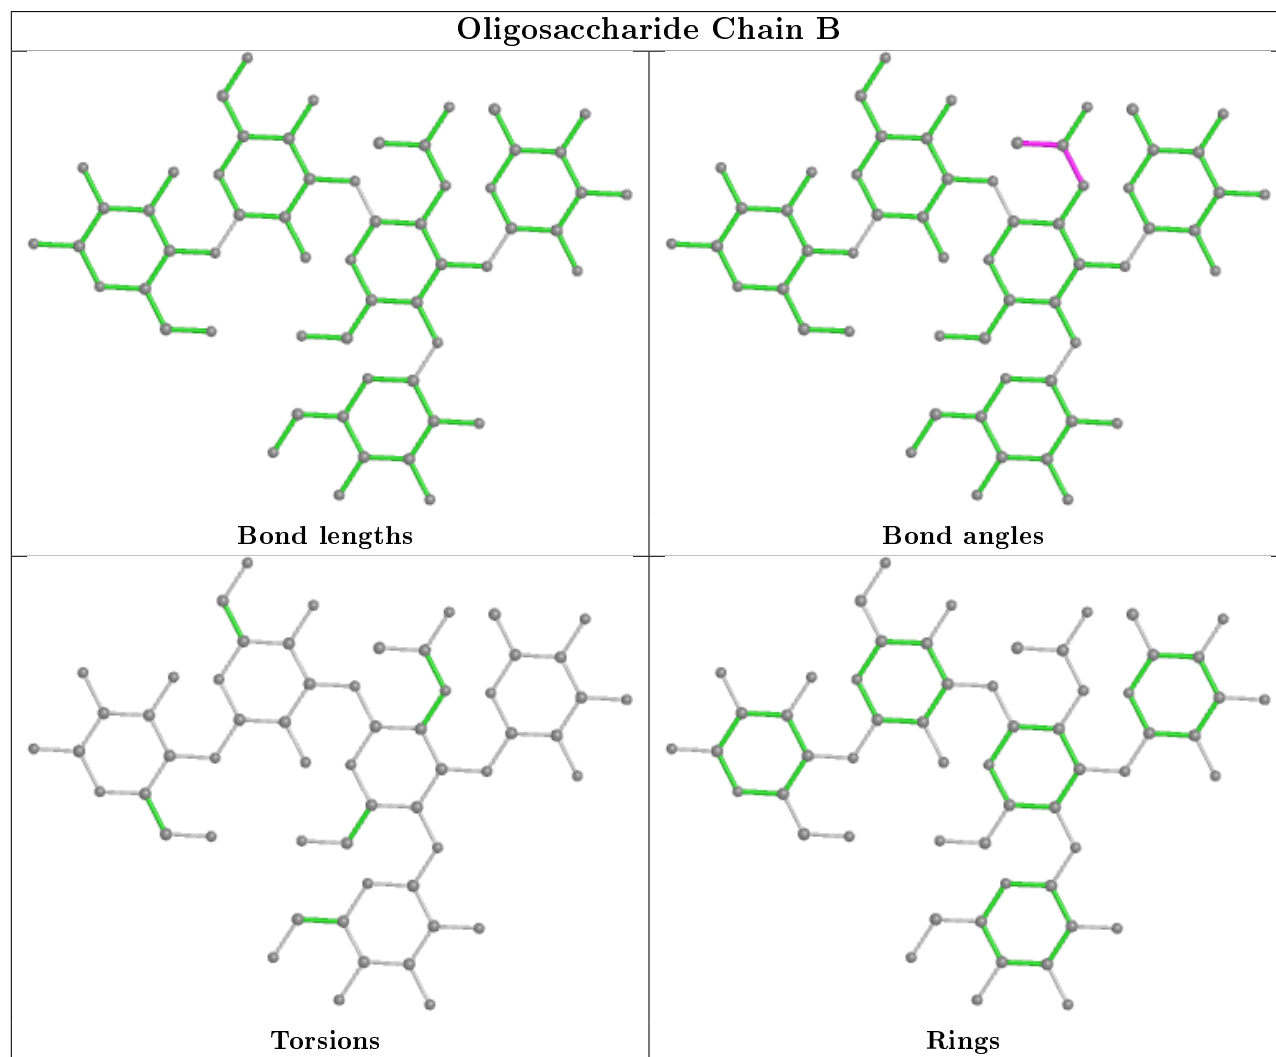 Oligosaccharide Chain B
Bond lengths
Bond angles
Torsions
Rings